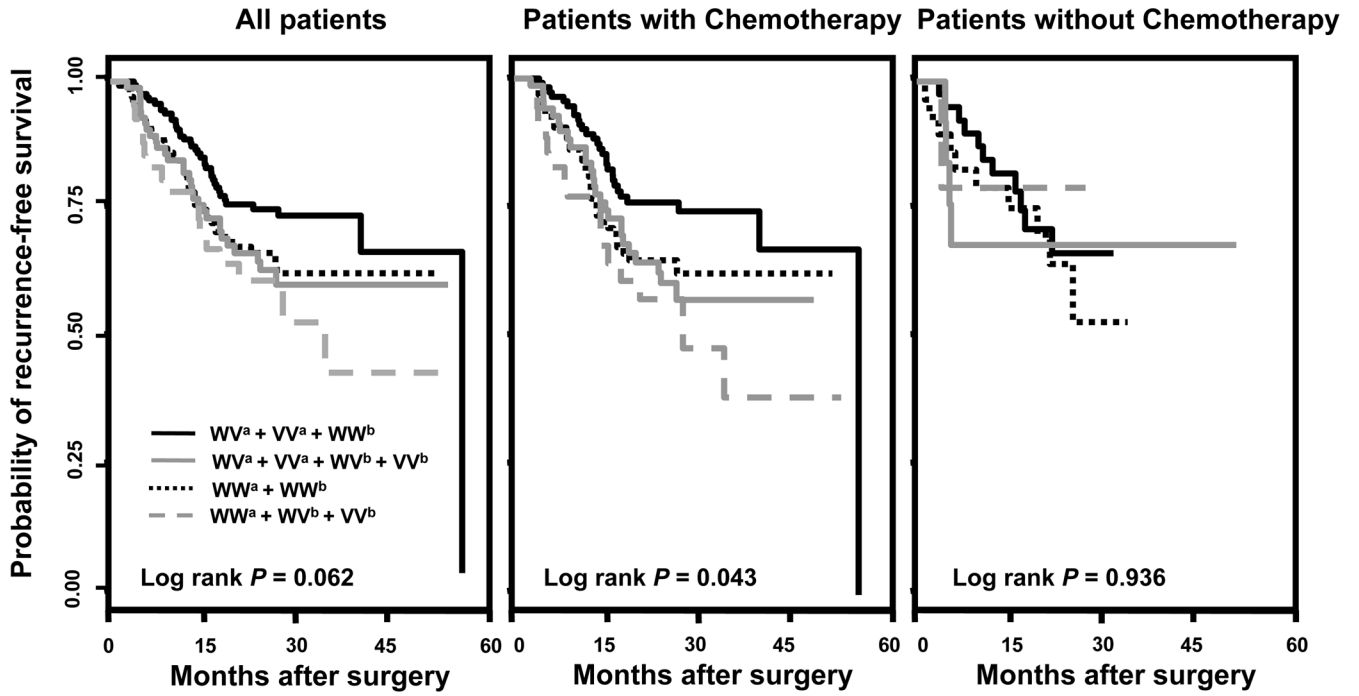 All patients
Patients with Chemotherapy
Patients without Chemotherapy
Probability of recurrence-free survival
1.00
0.75
0.50
0.25
0.00
WVᵃ + VVᵃ + WWᵇ
WVᵃ + VVᵃ + WVᵇ + VVᵇ
WWᵃ + WWᵇ
WWᵃ + WVᵇ + VVᵇ
Log rank P = 0.062
Log rank P = 0.043
Log rank P = 0.936
0 15 30 45 60
0 15 30 45
0 15 30 45 60
Months after surgery
Months after surgery
Months after surgery